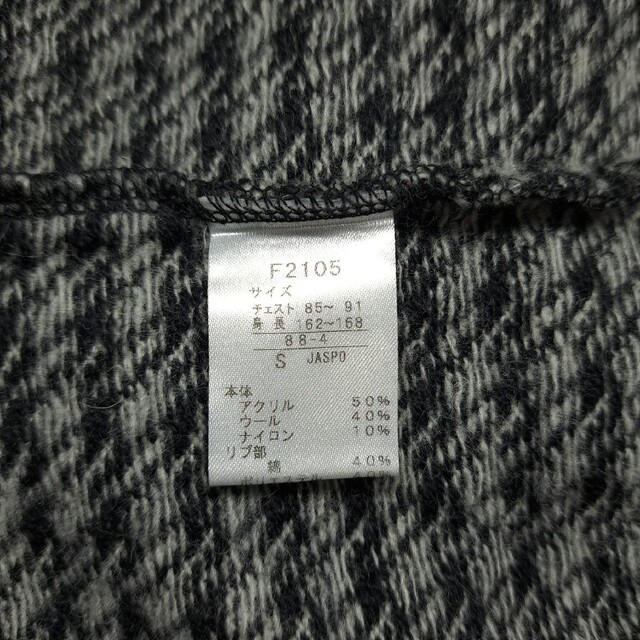 F2105
サイズ
チェスト 85〜 91
身長 162〜168
88-4
S JASPO
本体
アクリル 50%
ウール 40%
ナイロン 10%
リブ部
綿 40%